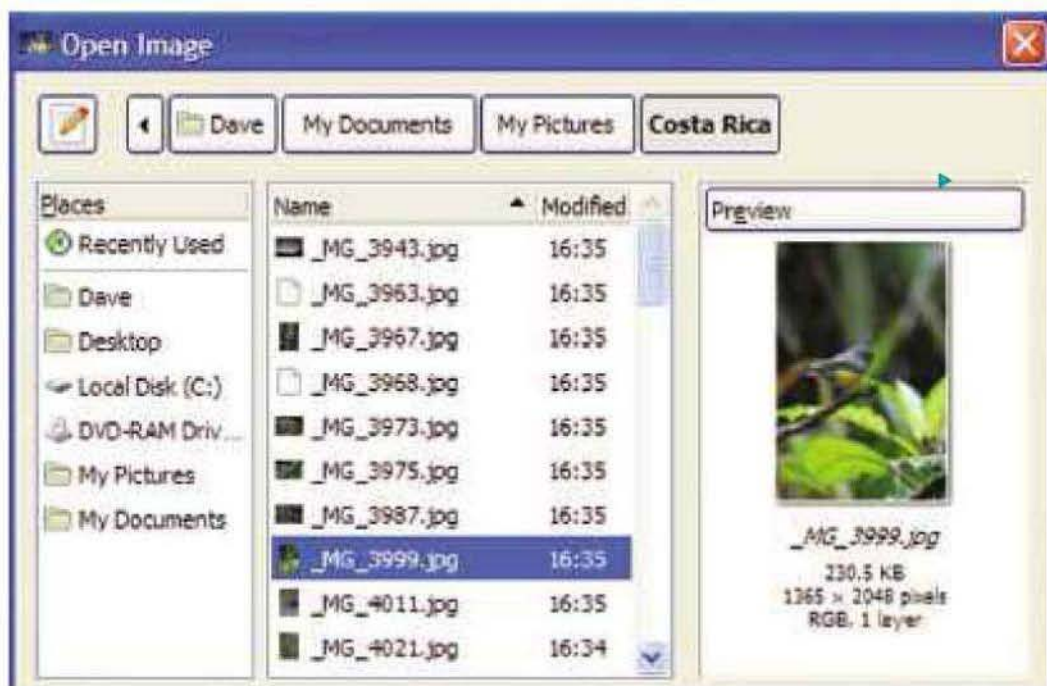 Open Image
Dave My Documents My Pictures Costa Rica
Places
Recently Used
Dave
Desktop
Local Disk (C:)
DVD-RAM Driv...
My Pictures
My Documents
Name Modified
_MG_3943.jpg 16:35
_MG_3963.jpg 16:35
_MG_3967.jpg 16:35
_MG_3968.jpg 16:35
_MG_3973.jpg 16:35
_MG_3975.jpg 16:35
_MG_3987.jpg 16:35
_MG_3999.jpg 16:35
_MG_4011.jpg 16:35
_MG_4021.jpg 16:34
Preview
_MG_3999.jpg
230.5 KB
1365 × 2048 pixels
RGB, 1 layer